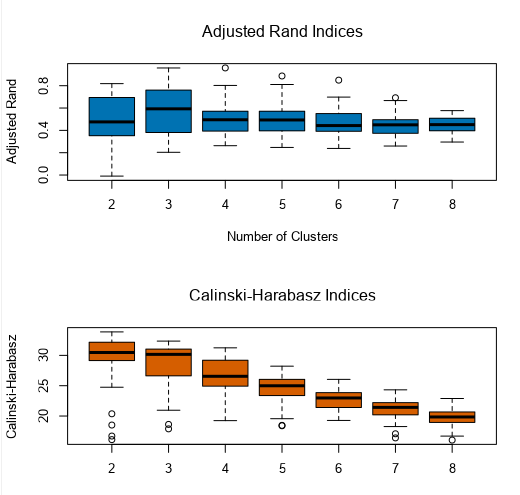 Adjusted Rand Indices
Adjusted Rand
0.8
0.4
0.0
2 3 4 5 6 7 8
Number of Clusters
Calinski-Harabasz Indices
Calinski-Harabasz
30
25
20
2 3 4 5 6 7 8